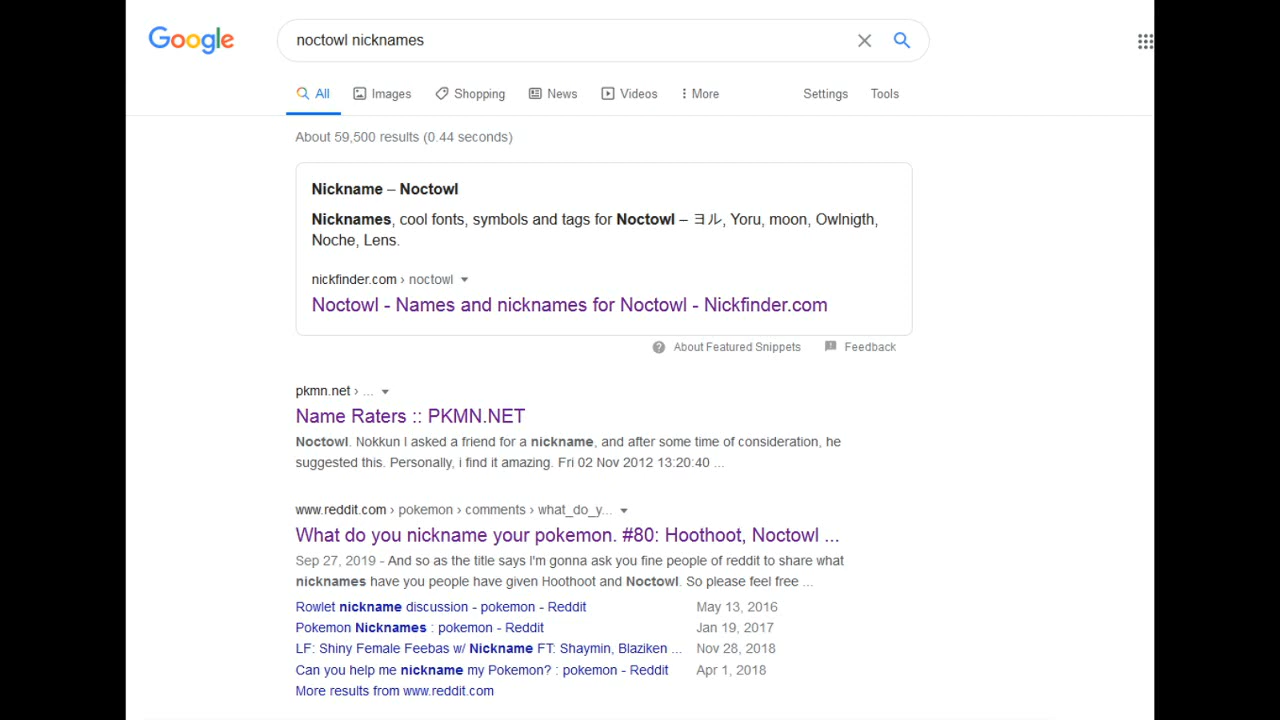 Google
noctowl nicknames
All Images Shopping News Videos More Settings Tools
About 59,500 results (0.44 seconds)
Nickname – Noctowl
Nicknames, cool fonts, symbols and tags for Noctowl – ヨル, Yoru, moon, Owlnigth,
Noche, Lens.
nickfinder.com › noctowl
Noctowl - Names and nicknames for Noctowl - Nickfinder.com
About Featured Snippets Feedback
pkmn.net › ...
Name Raters :: PKMN.NET
Noctowl. Nokkun I asked a friend for a nickname, and after some time of consideration, he
suggested this. Personally, i find it amazing. Fri 02 Nov 2012 13:20:40 ...
www.reddit.com › pokemon › comments › what_do_y...
What do you nickname your pokemon. #80: Hoothoot, Noctowl ...
Sep 27, 2019 - And so as the title says I'm gonna ask you fine people of reddit to share what
nicknames have you people have given Hoothoot and Noctowl. So please feel free ...
Rowlet nickname discussion - pokemon - Reddit May 13, 2016
Pokemon Nicknames : pokemon - Reddit Jan 19, 2017
LF: Shiny Female Feebas w/ Nickname FT: Shaymin, Blaziken ... Nov 28, 2018
Can you help me nickname my Pokemon? : pokemon - Reddit Apr 1, 2018
More results from www.reddit.com